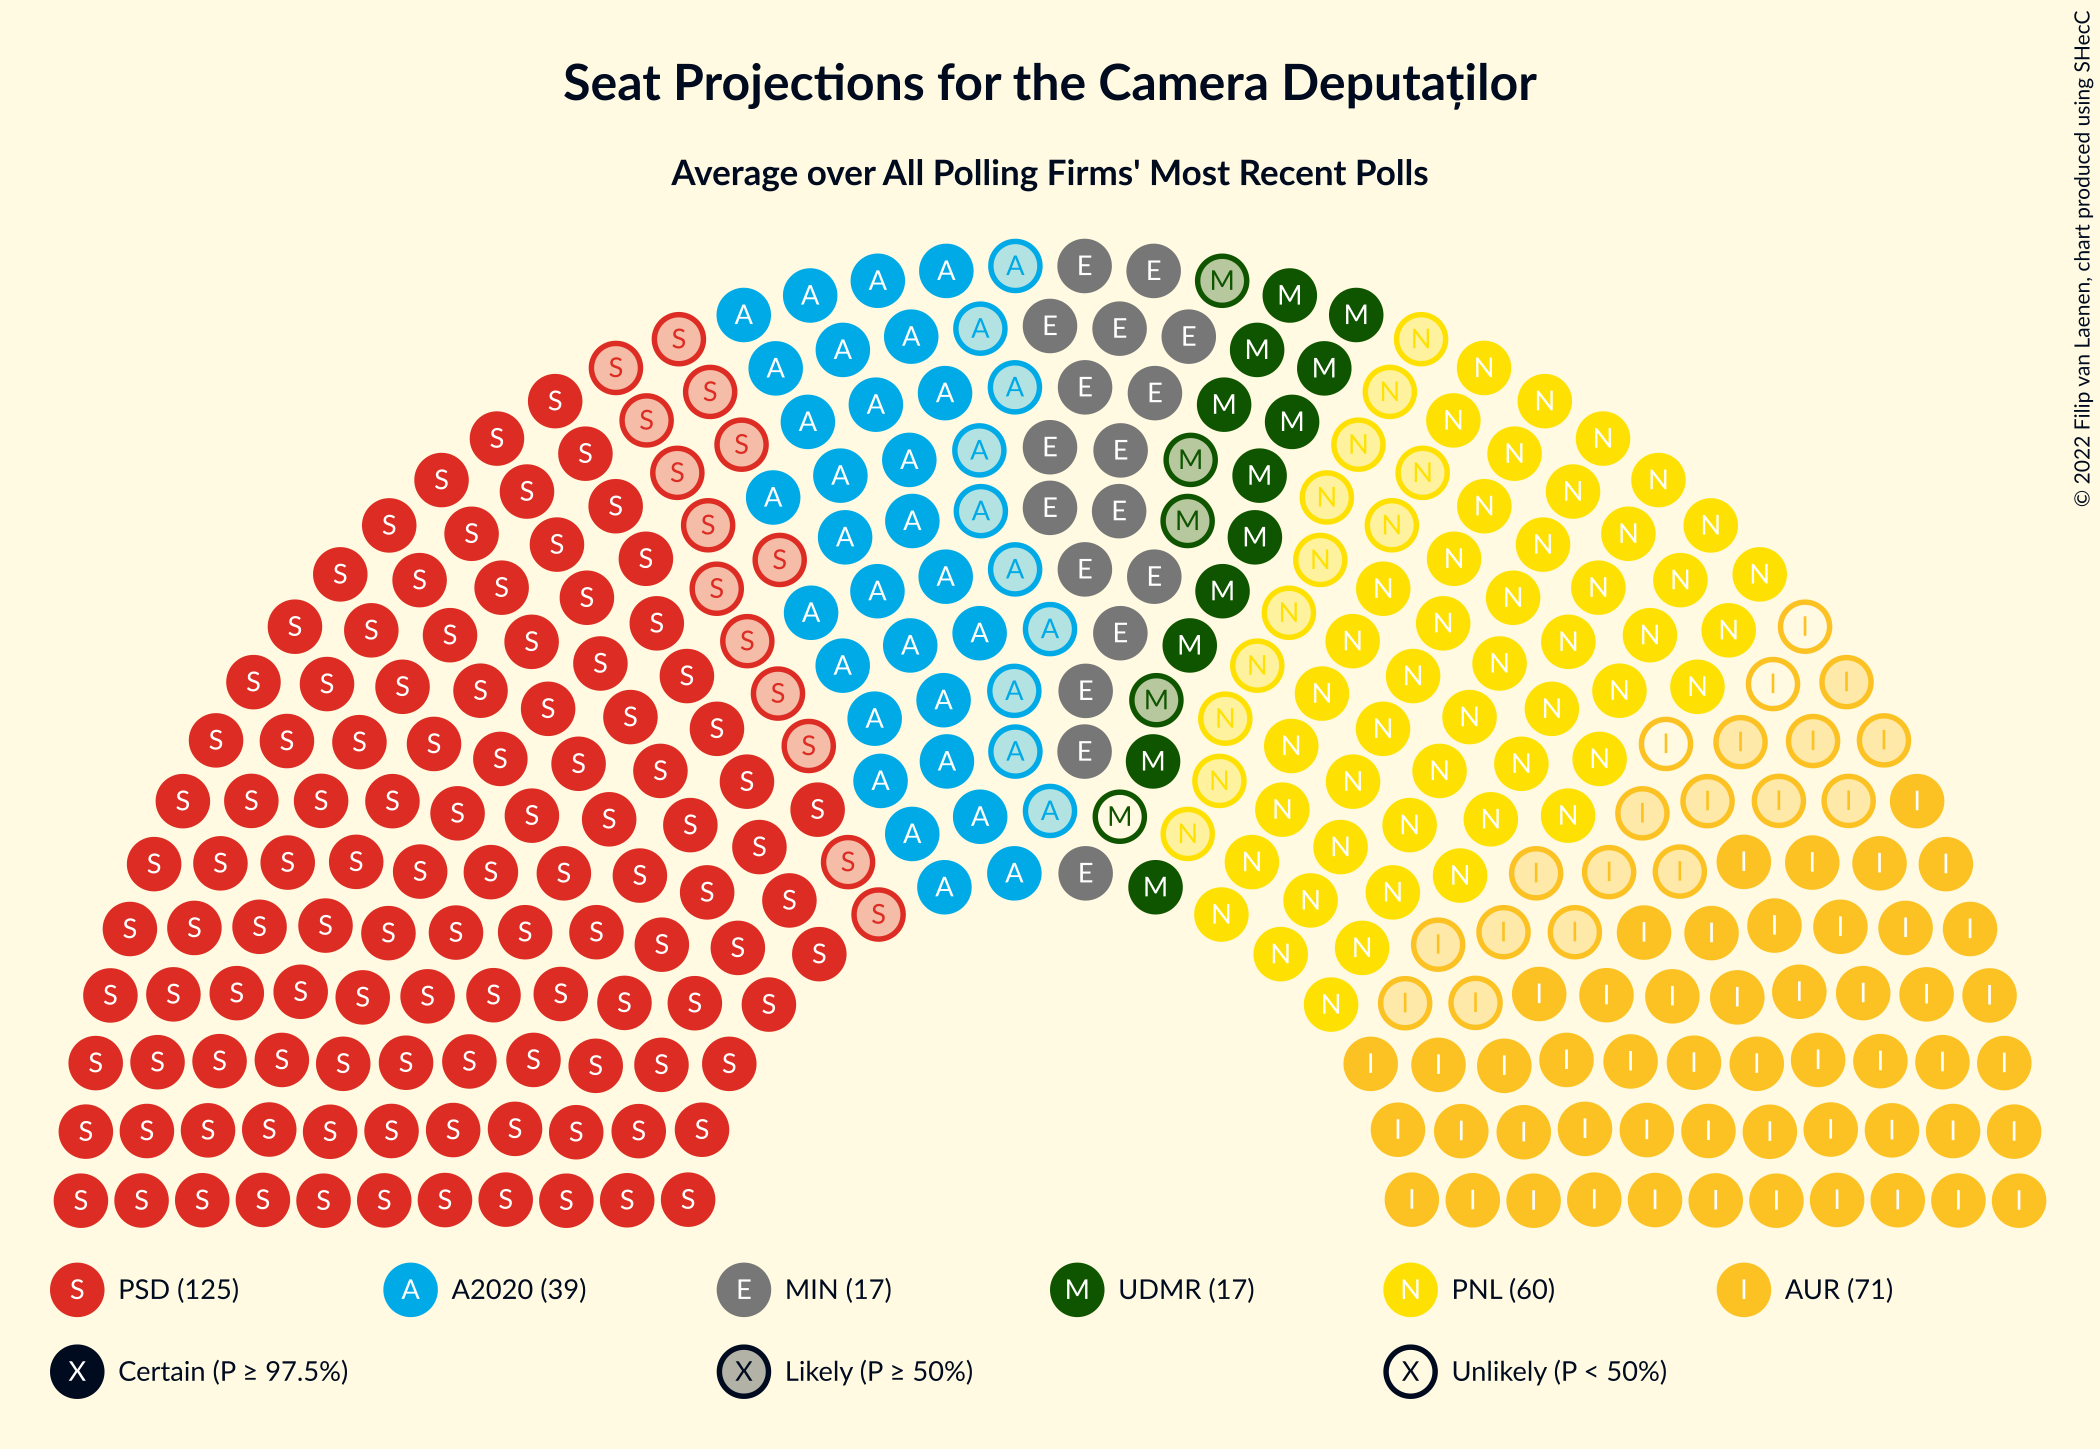 Seat Projections for the Camera Deputaților
Average over All Polling Firms' Most Recent Polls
© 2022 Filip van Laenen, chart produced using SHecC
S PSD (125) A A2020 (39) E MIN (17) M UDMR (17) N PNL (60) I AUR (71)
X Certain (P ≥ 97.5%) X Likely (P ≥ 50%) X Unlikely (P < 50%)